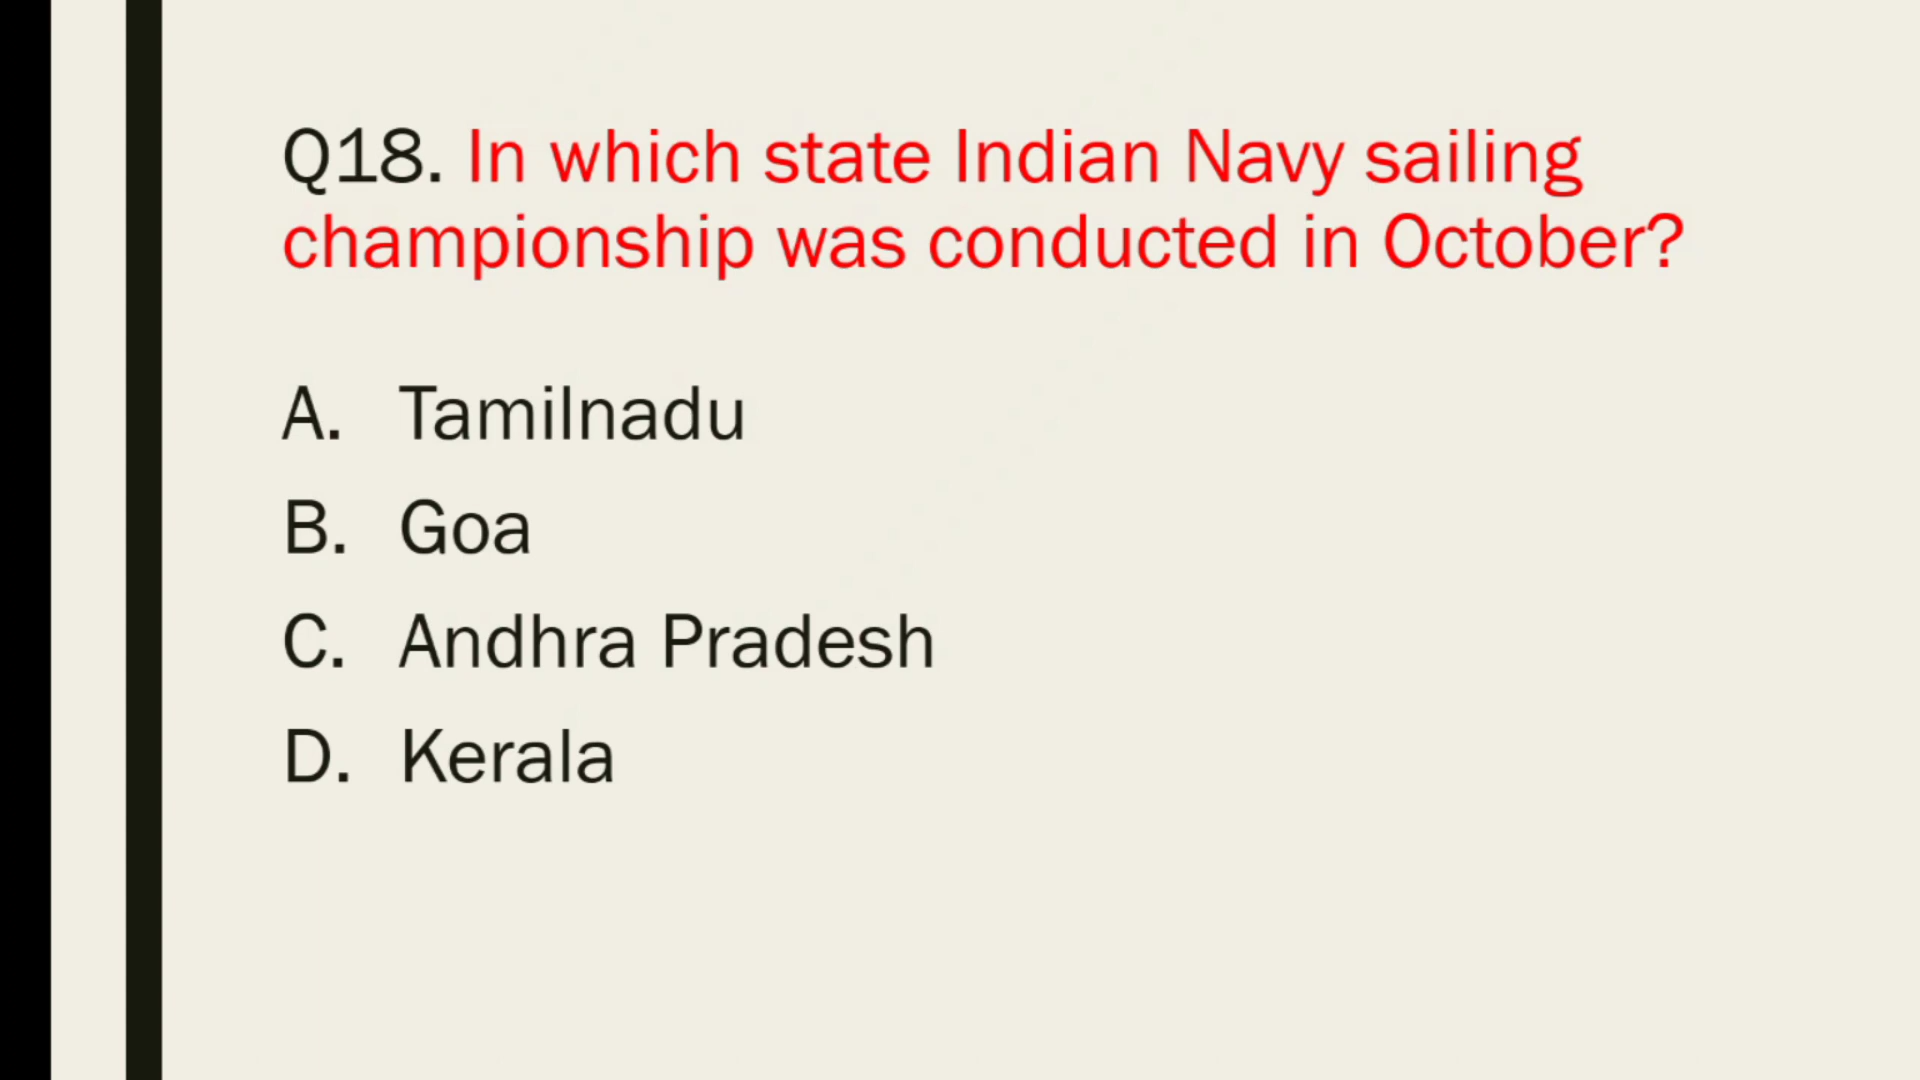 Q18. In which state Indian Navy sailing
championship was conducted in October?
A. Tamilnadu
B. Goa
C. Andhra Pradesh
D. Kerala